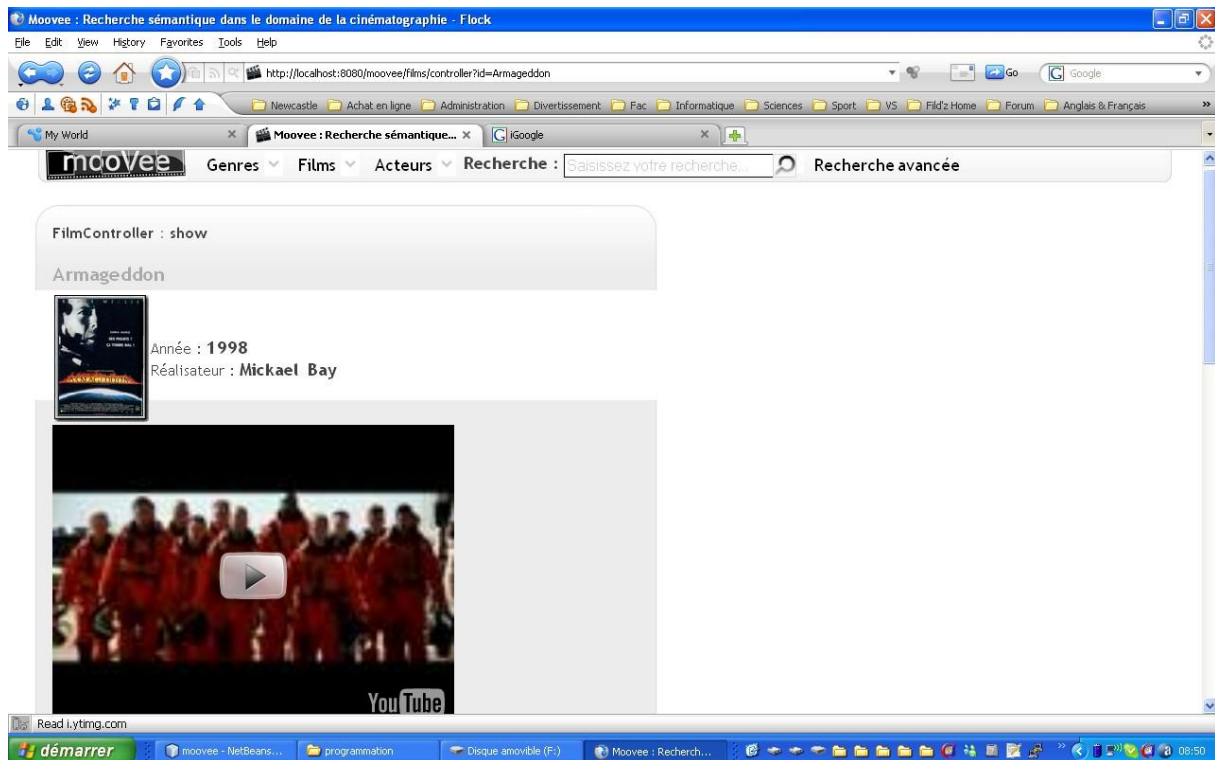 Moovee : Recherche sémantique dans le domaine de la cinématographie - Flock
File Edit View History Favorites Tools Help
http://localhost:8080/moovee/films/controller?id=Armageddon Go Google
Newcastle Achat en ligne Administration Divertissement Fac Informatique Sciences Sport VS Fild'z Home Forum Anglais & Français
My World Moovee : Recherche sémantique... iGoogle
mooVee Genres Films Acteurs Recherche : Saisissez votre recherche... Recherche avancée
FilmController : show
Armageddon
ARMAGEDDON
Année : 1998
Réalisateur : Mickael Bay
YouTube
Read i.ytimg.com
démarrer moovee - NetBeans... programmation Disque amovible (F:) Moovee : Recherch... 08:50